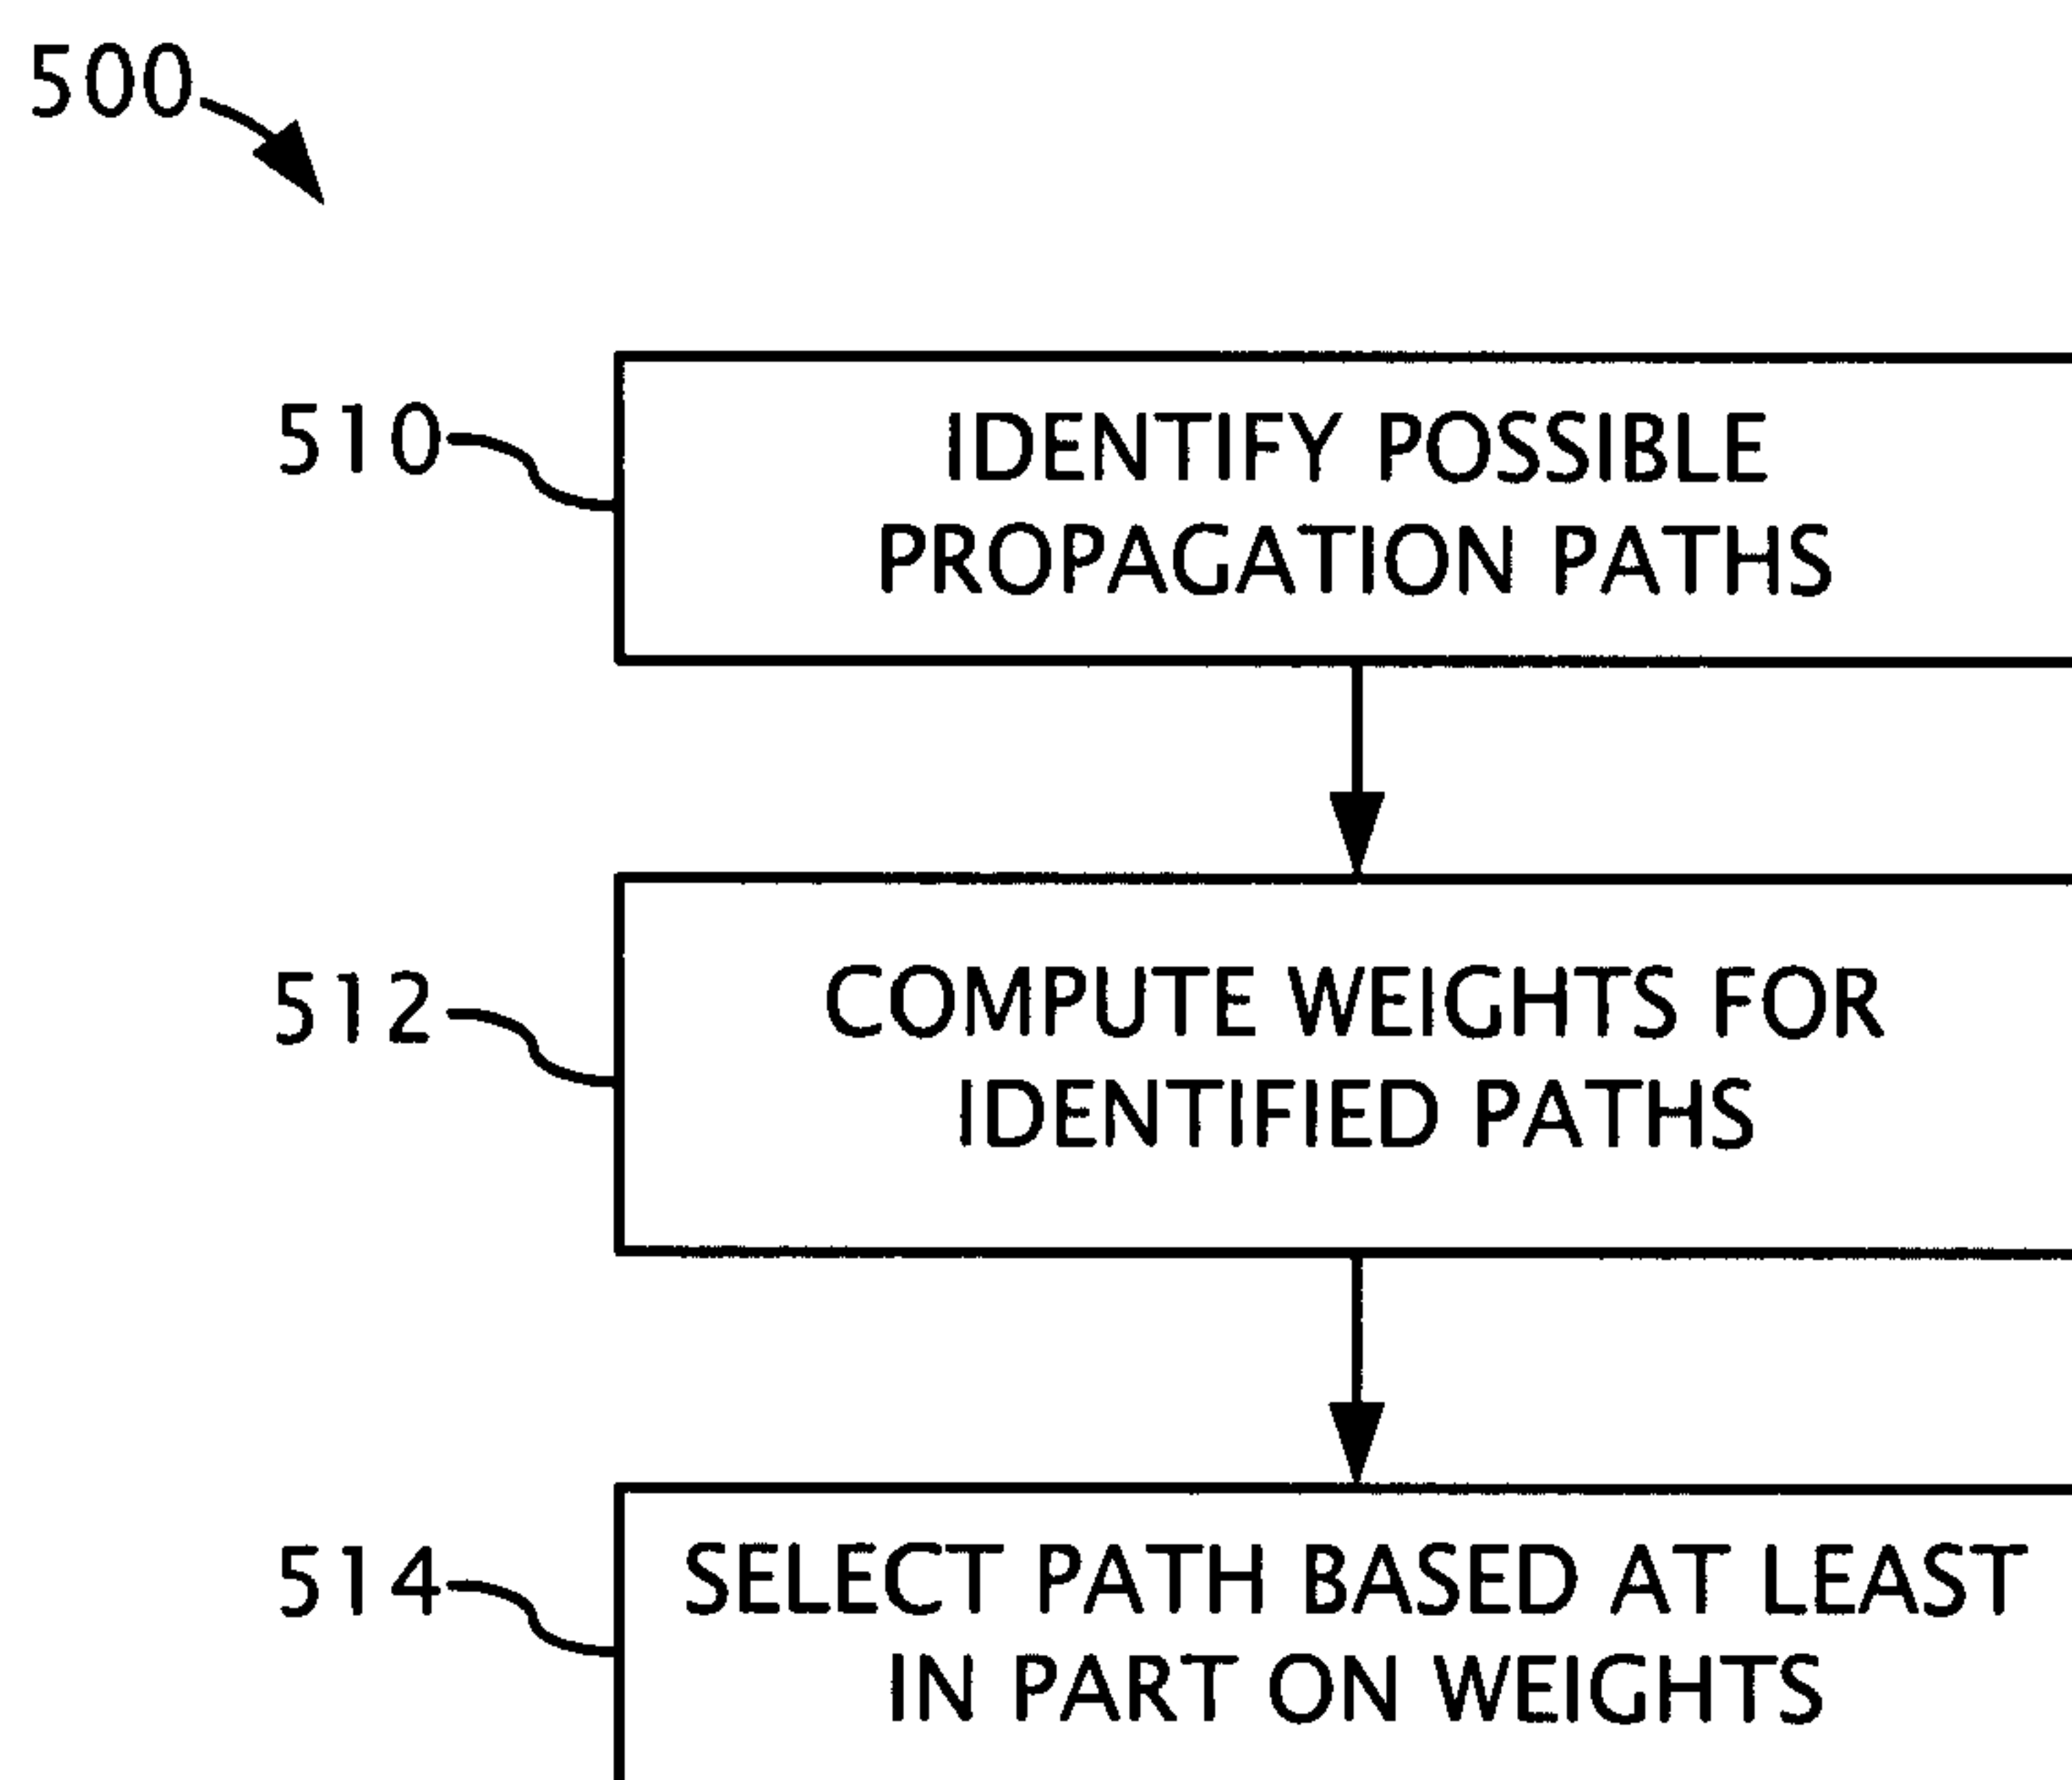 500
510
IDENTIFY POSSIBLE
PROPAGATION PATHS
512
COMPUTE WEIGHTS FOR
IDENTIFIED PATHS
514
SELECT PATH BASED AT LEAST
IN PART ON WEIGHTS